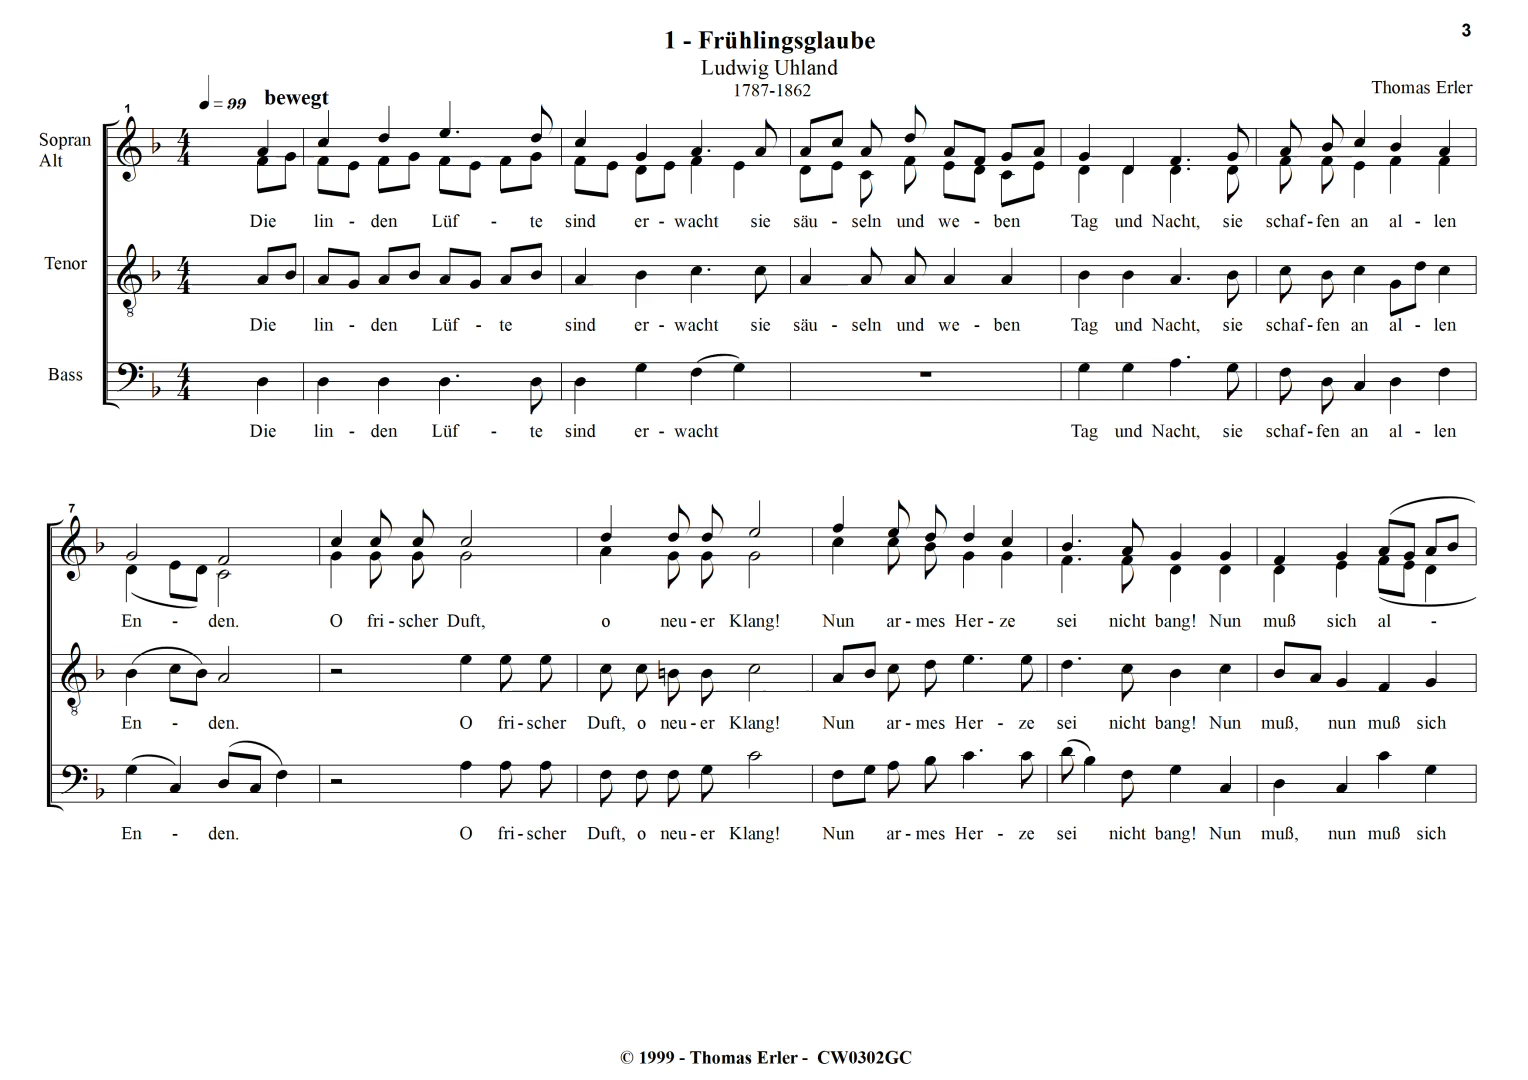 3
1 - Frühlingsglaube
Ludwig Uhland
1787-1862
Thomas Erler
= 99 bewegt
1
Sopran
Alt
Die lin - den Lüf - te sind er - wacht sie säu - seln und we - ben Tag und Nacht, sie schaf - fen an al - len
Tenor
8
Die lin - den Lüf - te sind er - wacht sie säu - seln und we - ben Tag und Nacht, sie schaf - fen an al - len
Bass
Die lin - den Lüf - te sind er - wacht Tag und Nacht, sie schaf - fen an al - len
7
En - den. O fri - scher Duft, o neu - er Klang! Nun ar - mes Her - ze sei nicht bang! Nun muß sich al -
8
En - den. O fri - scher Duft, o neu - er Klang! Nun ar - mes Her - ze sei nicht bang! Nun muß, nun muß sich
En - den. O fri - scher Duft, o neu - er Klang! Nun ar - mes Her - ze sei nicht bang! Nun muß, nun muß sich
© 1999 - Thomas Erler - CW0302GC